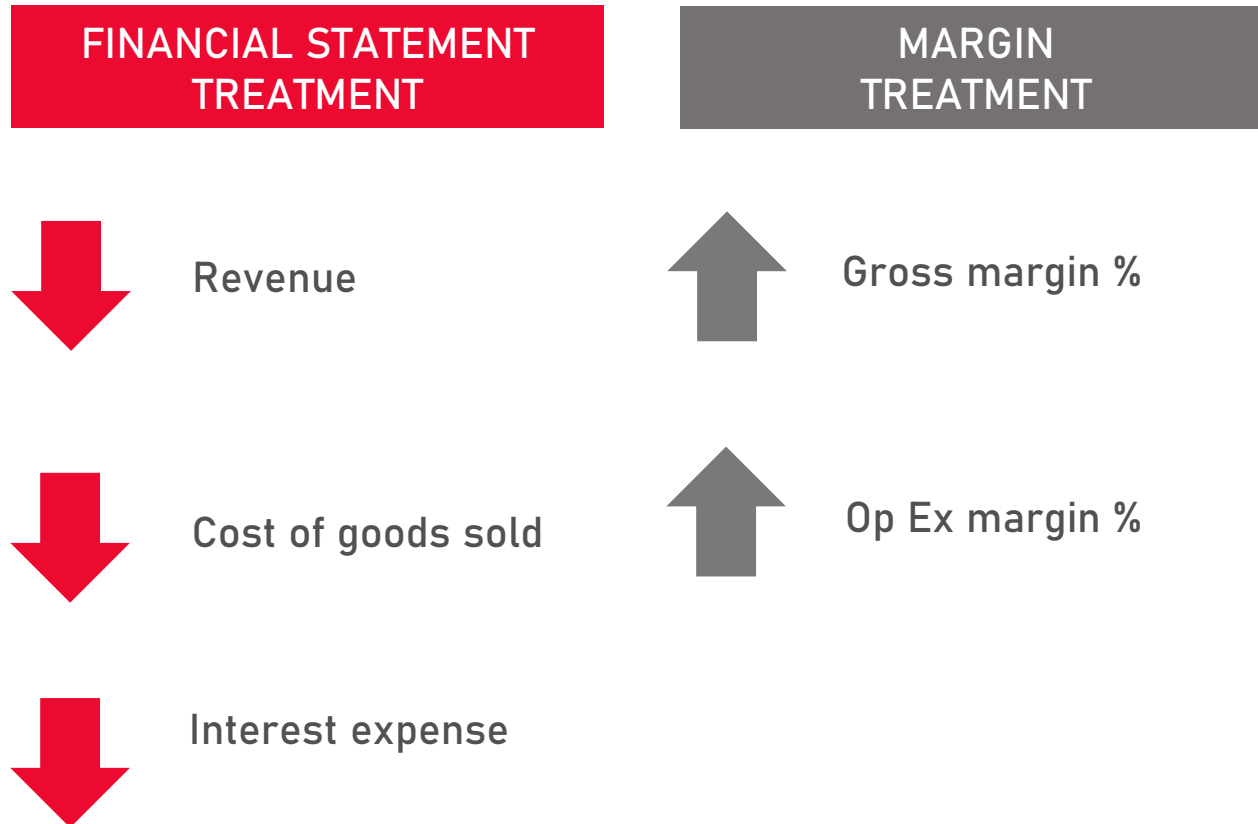 FINANCIAL STATEMENT
TREATMENT
Revenue
Cost of goods sold
Interest expense
MARGIN
TREATMENT
Gross margin %
Op Ex margin %